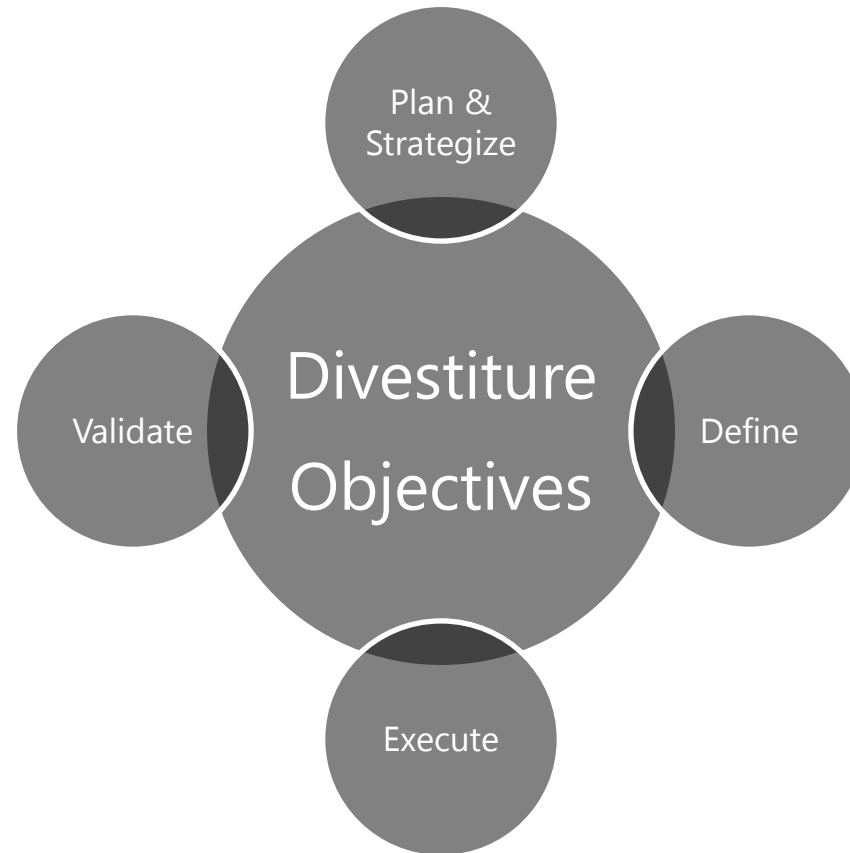 Plan &
Strategize
Divestiture
Objectives
Validate
Define
Execute